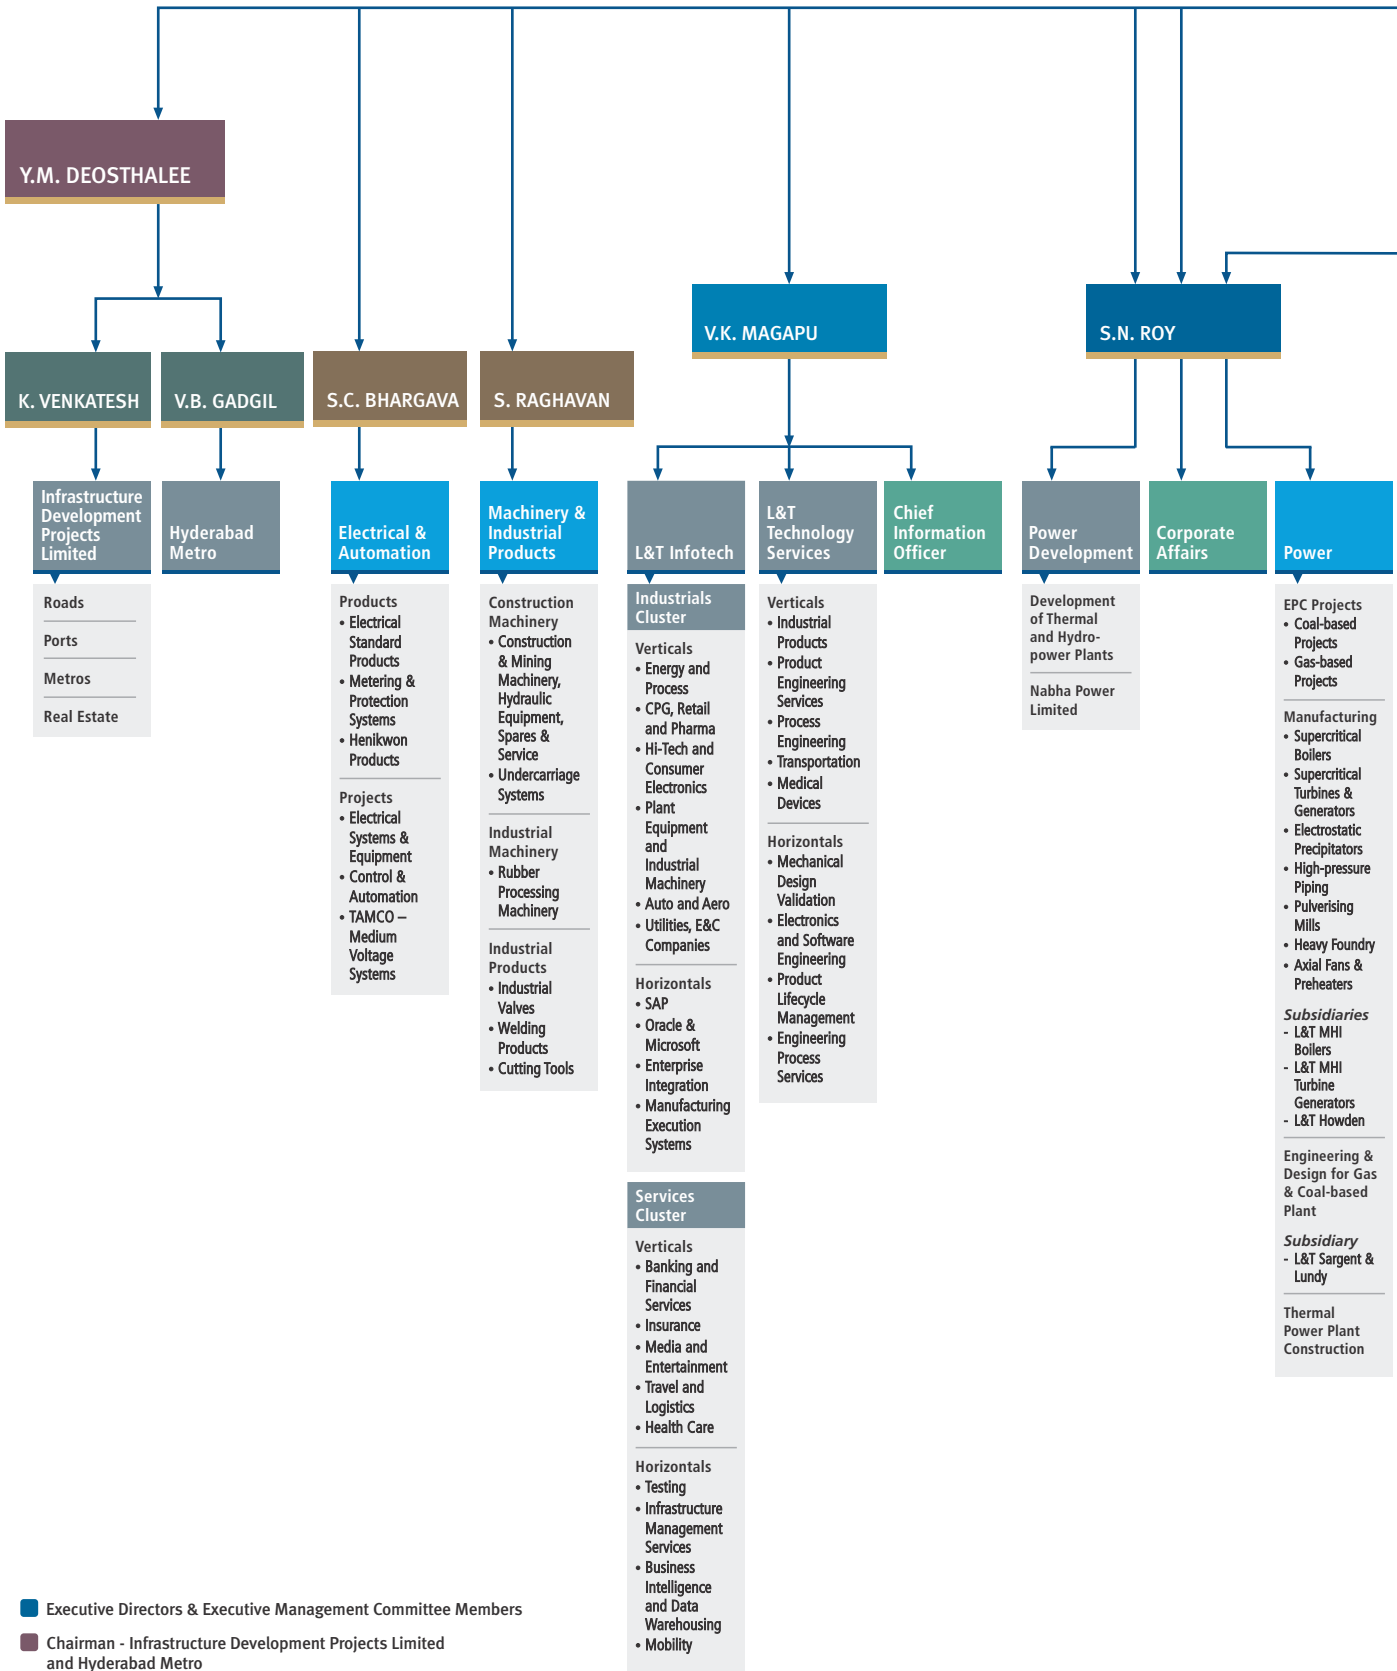 Y.M. DEOSTHALEE
V.K. MAGAPU
S.N. ROY
K. VENKATESH
V.B. GADGIL
S.C. BHARGAVA
S. RAGHAVAN
Infrastructure
Development
Projects
Limited
Roads
Ports
Metros
Real Estate
Hyderabad
Metro
Electrical &
Automation
Products
• Electrical
Standard
Products
• Metering &
Protection
Systems
• Henikwon
Products
Projects
• Electrical
Systems &
Equipment
• Control &
Automation
• TAMCO –
Medium
Voltage
Systems
Machinery &
Industrial
Products
Construction
Machinery
• Construction
& Mining
Machinery,
Hydraulic
Equipment,
Spares &
Service
• Undercarriage
Systems
Industrial
Machinery
• Rubber
Processing
Machinery
Industrial
Products
• Industrial
Valves
• Welding
Products
• Cutting Tools
L&T Infotech
Industrials
Cluster
Verticals
• Energy and
Process
• CPG, Retail
and Pharma
• Hi-Tech and
Consumer
Electronics
• Plant
Equipment
and
Industrial
Machinery
• Auto and Aero
• Utilities, E&C
Companies
Horizontals
• SAP
• Oracle &
Microsoft
• Enterprise
Integration
• Manufacturing
Execution
Systems
Services
Cluster
Verticals
• Banking and
Financial
Services
• Insurance
• Media and
Entertainment
• Travel and
Logistics
• Health Care
Horizontals
• Testing
• Infrastructure
Management
Services
• Business
Intelligence
and Data
Warehousing
• Mobility
L&T
Technology
Services
Verticals
• Industrial
Products
• Product
Engineering
Services
• Process
Engineering
• Transportation
• Medical
Devices
Horizontals
• Mechanical
Design
Validation
• Electronics
and Software
Engineering
• Product
Lifecycle
Management
• Engineering
Process
Services
Chief
Information
Officer
Power
Development
Development
of Thermal
and Hydro-
power Plants
Nabha Power
Limited
Corporate
Affairs
Power
EPC Projects
• Coal-based
Projects
• Gas-based
Projects
Manufacturing
• Supercritical
Boilers
• Supercritical
Turbines &
Generators
• Electrostatic
Precipitators
• High-pressure
Piping
• Pulverising
Mills
• Heavy Foundry
• Axial Fans &
Preheaters
Subsidiaries
- L&T MHI
Boilers
- L&T MHI
Turbine
Generators
- L&T Howden
Engineering &
Design for Gas
& Coal-based
Plant
Subsidiary
- L&T Sargent &
Lundy
Thermal
Power Plant
Construction
Executive Directors & Executive Management Committee Members
Chairman - Infrastructure Development Projects Limited
and Hyderabad Metro